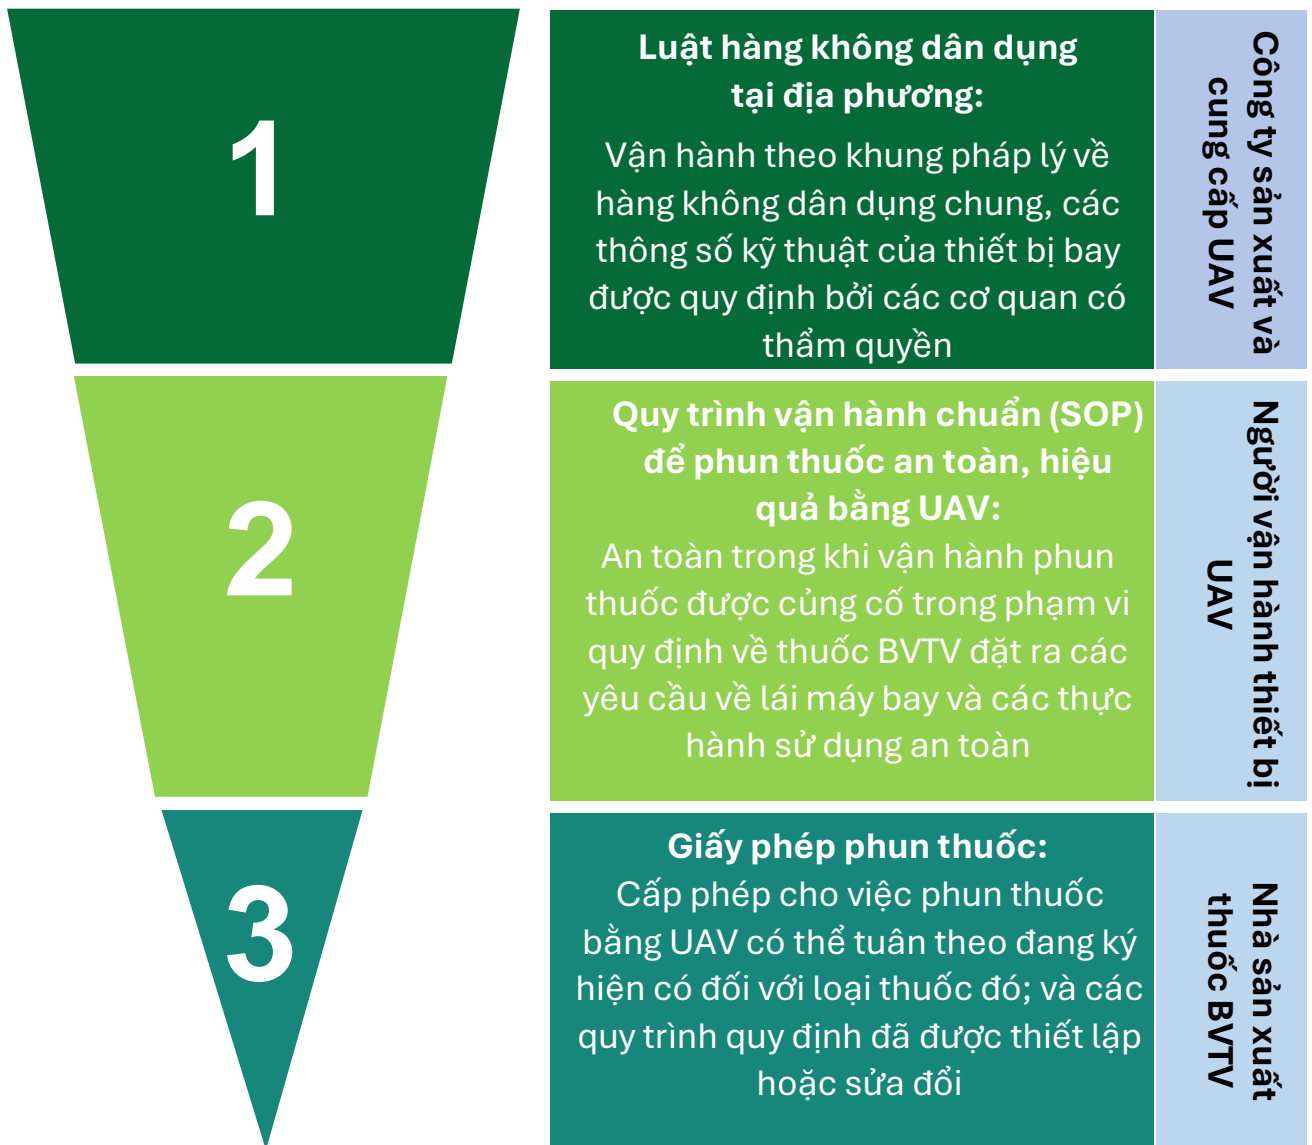 1
Luật hàng không dân dụng
tại địa phương:
Vận hành theo khung pháp lý về
hàng không dân dụng chung, các
thông số kỹ thuật của thiết bị bay
được quy định bởi các cơ quan có
thẩm quyền
Công ty sản xuất và
cung cấp UAV
2
Quy trình vận hành chuẩn (SOP)
để phun thuốc an toàn, hiệu
quả bằng UAV:
An toàn trong khi vận hành phun
thuốc được củng cố trong phạm vi
quy định về thuốc BVTV đặt ra các
yêu cầu về lái máy bay và các thực
hành sử dụng an toàn
Người vận hành thiết bị
UAV
3
Giấy phép phun thuốc:
Cấp phép cho việc phun thuốc
bằng UAV có thể tuân theo đang ký
hiện có đối với loại thuốc đó; và các
quy trình quy định đã được thiết lập
hoặc sửa đổi
Nhà sản xuất
thuốc BVTV